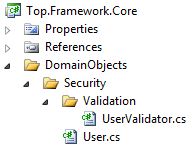 Top.Framework.Core
Properties
References
DomainObjects
Security
Validation
UserValidator.cs
User.cs